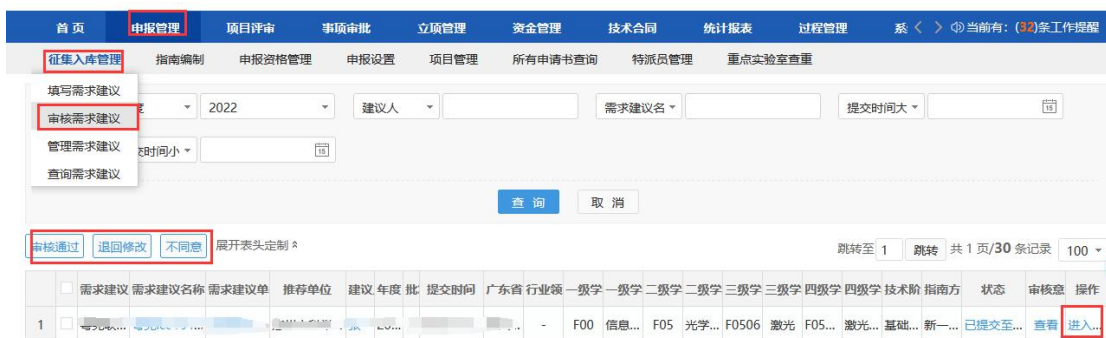 首页 申报管理 项目评审 事项审批 立项管理 资金管理 技术合同 统计报表 过程管理 系 < > 当前有：(32)条工作提醒
征集入库管理 指南编制 申报资格管理 申报设置 项目管理 所有申请书查询 特派员管理 重点实验室查重
填写需求建议
度 2022 建议人 需求建议名 提交时间大
审核需求建议
管理需求建议 交时间小
查询需求建议
查询 取消
审核通过 退回修改 不同意 展开表头定制 跳转至 1 跳转 共1页/30条记录 100
需求建议 需求建议名称 需求建议单 推荐单位 建议 年度 批 提交时间 广东省 行业领 一级学 一级学 二级学 二级学 三级学 三级学 四级学 四级学 技术阶 指南方 状态 审核意 操作
1 - F00 信息... F05 光学... F0506 激光 F05... 激光... 基础... 新一... 已提交至... 查看 进入...